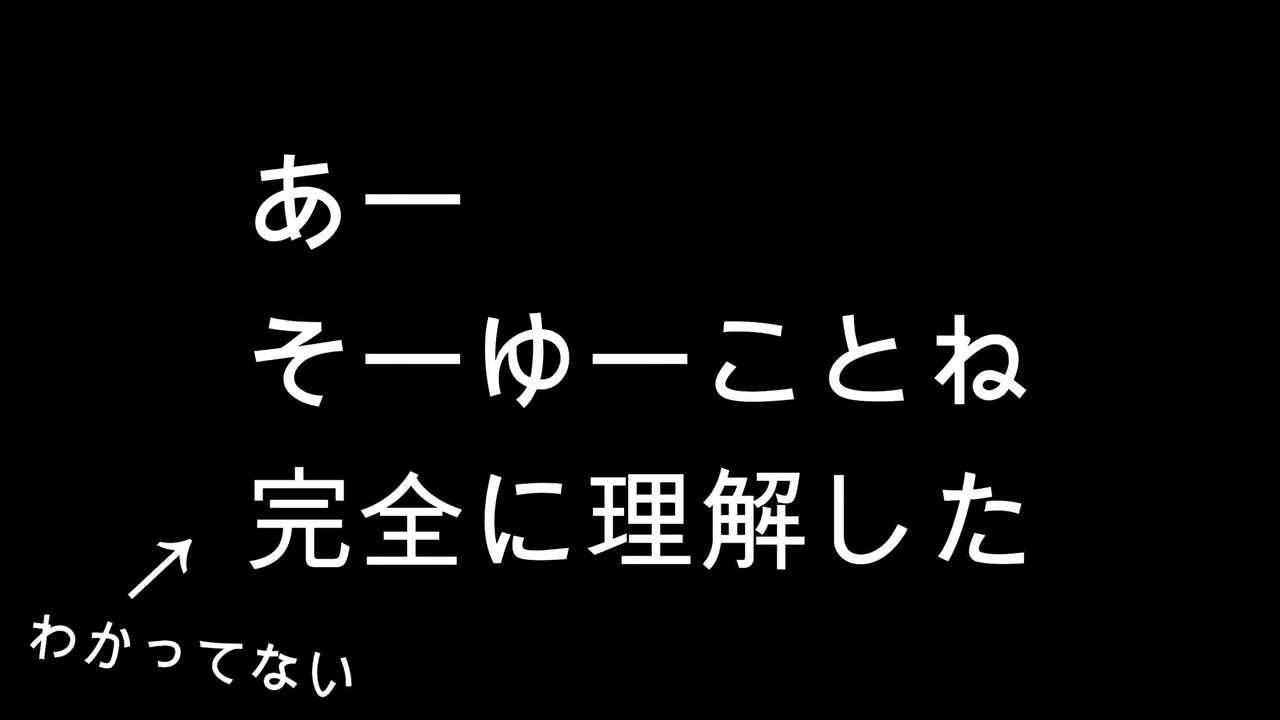 あー
そーゆーことね
完全に理解した
↗
わかってない